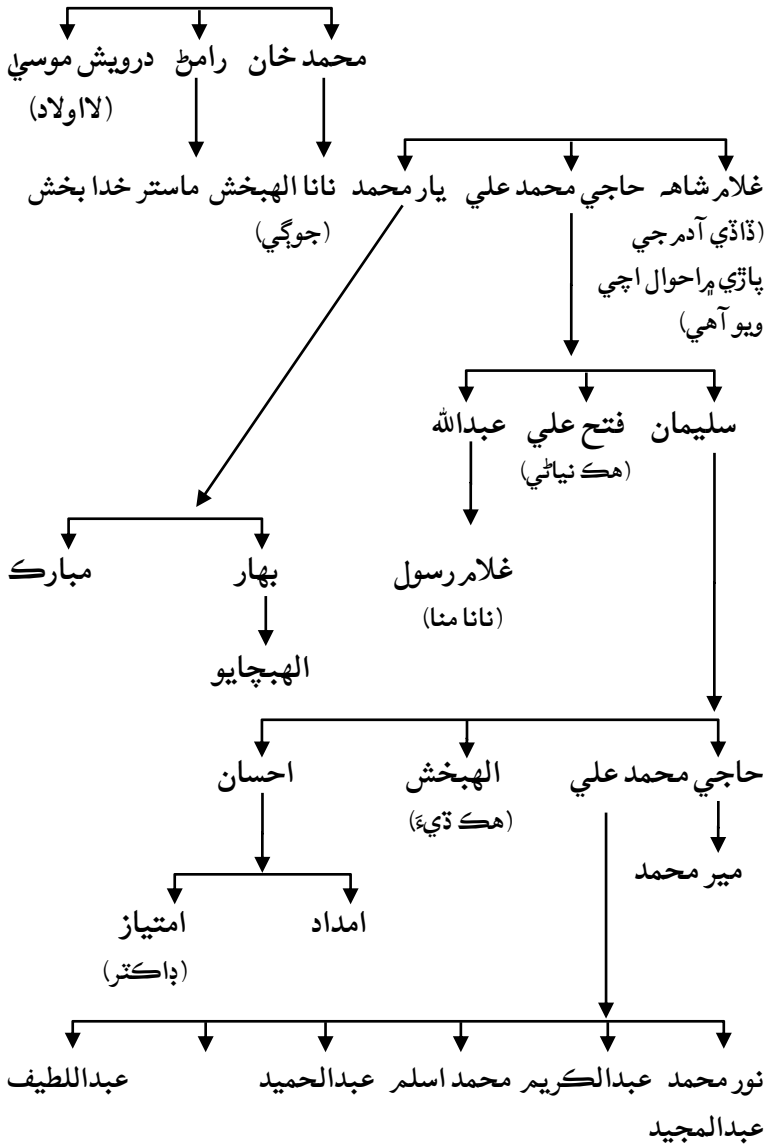 محمد خان رامڻ درويش موسيٰ
(لااولاد)
غلام شاهہ حاجي محمد علي يار محمد نانا الهبخش ماستر خدا بخش
(ڏاڏي آدم جي (جوڳي)
پاڙي ۾ احوال اچي
ويو آهي)
سليمان فتح علي عبدالله
(هڪ نياڻي)
غلام رسول بهار مبارڪ
(نانا منا)
الهبچايو
حاجي محمد علي الهبخش احسان
(هڪ ڌيءَ)
مير محمد
امداد امتياز
(ڊاڪٽر)
نور محمد عبدالڪريم محمد اسلم عبدالحميد عبداللطيف
عبدالمجيد